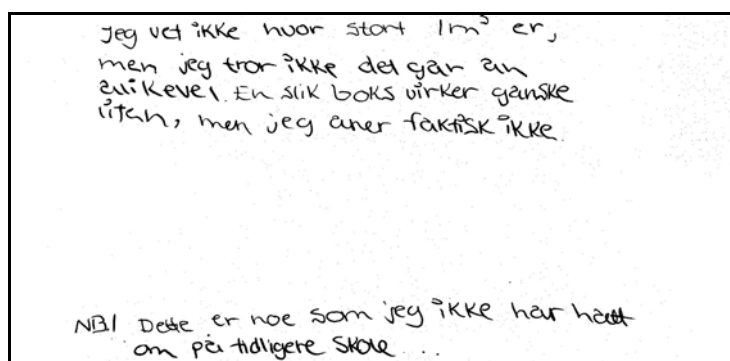 Jeg vet ikke hvor stort 1m³ er,
men jeg tror ikke det går an
allikevel. En slik boks virker ganske
liten, men jeg aner faktisk ikke.
NB! Dette er noe som jeg ikke har hatt
om på tidligere skole...